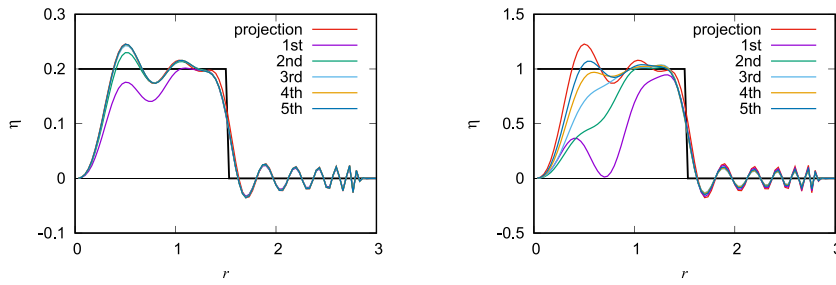 0.3
0.2
0.1
0
-0.1
η
0 1 2 3
r
projection
1st
2nd
3rd
4th
5th
1.5
1
0.5
0
-0.5
η
0 1 2 3
r
projection
1st
2nd
3rd
4th
5th